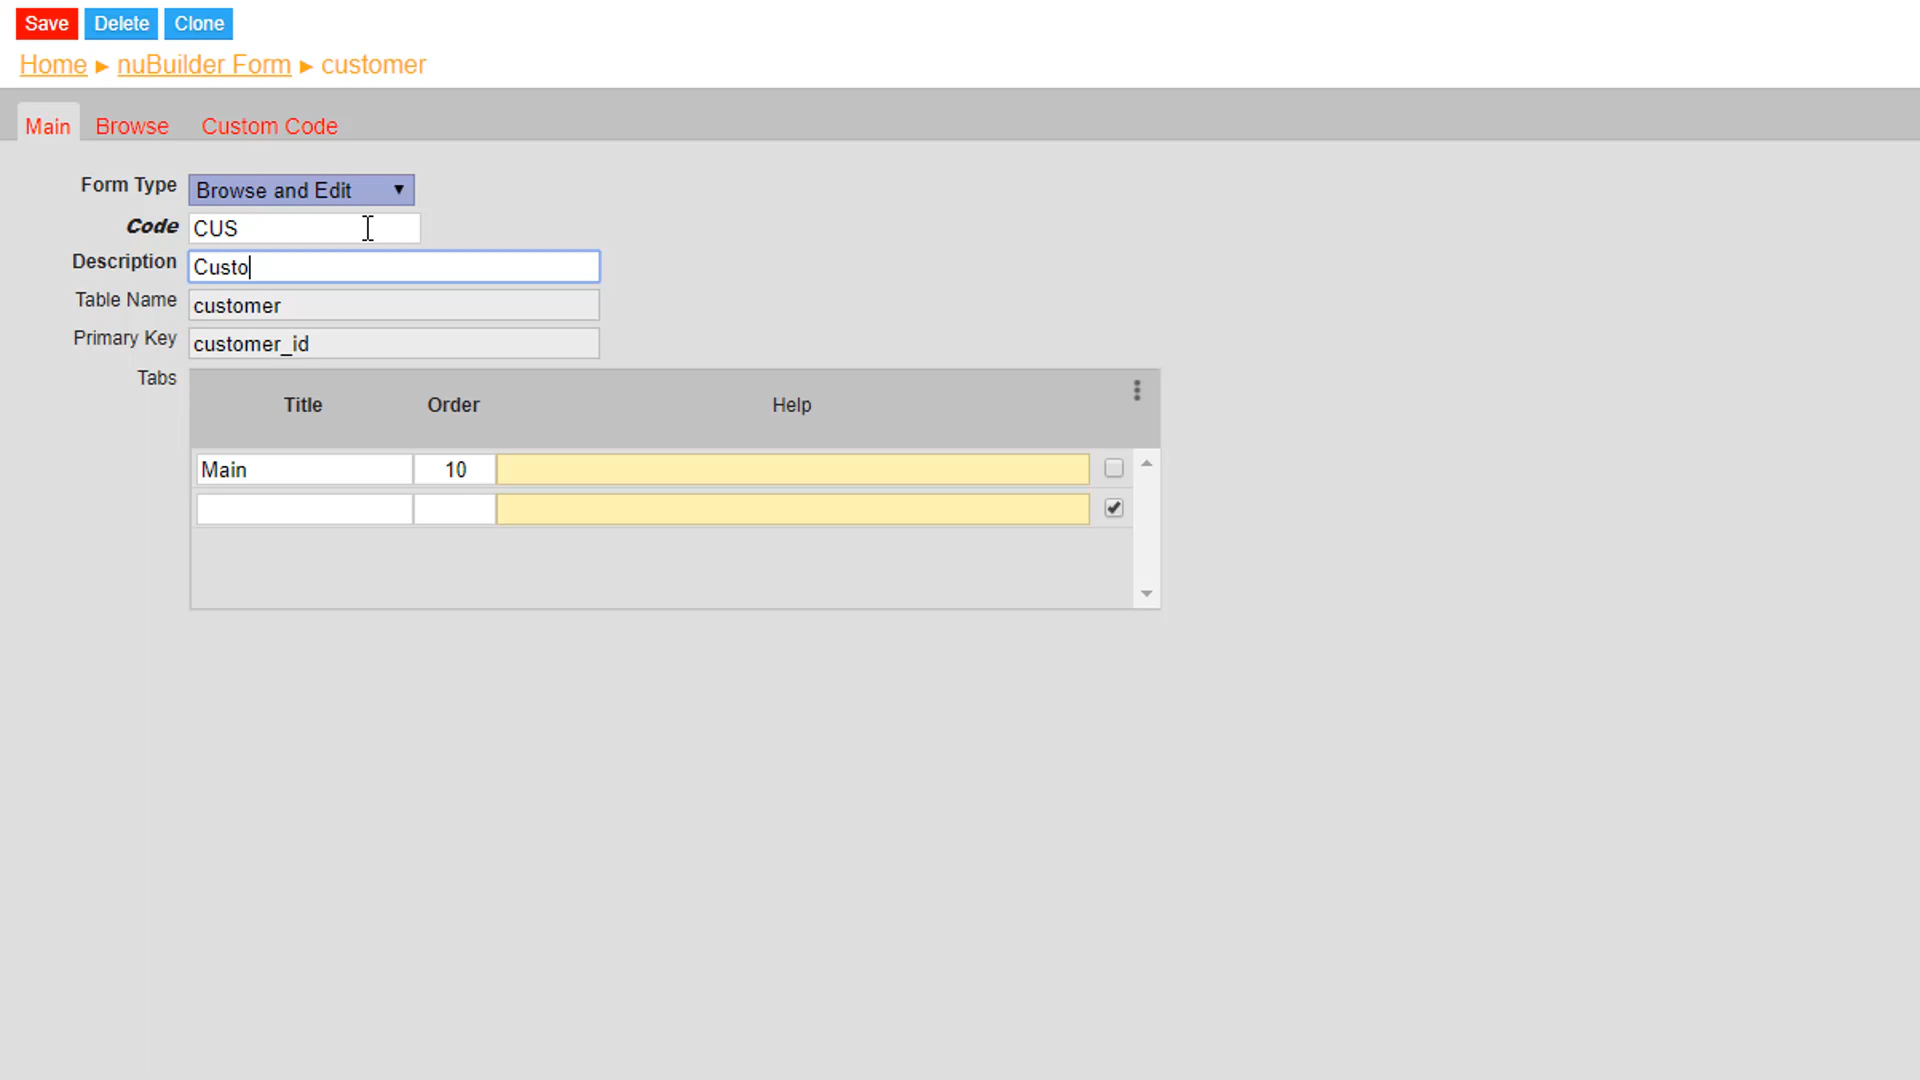 Save Delete Clone
Home ▸ nuBuilder Form ▸ customer
Main Browse Custom Code
Form Type Browse and Edit
Code CUS
Description Custo
Table Name customer
Primary Key customer_id
Tabs
Title Order Help
Main 10